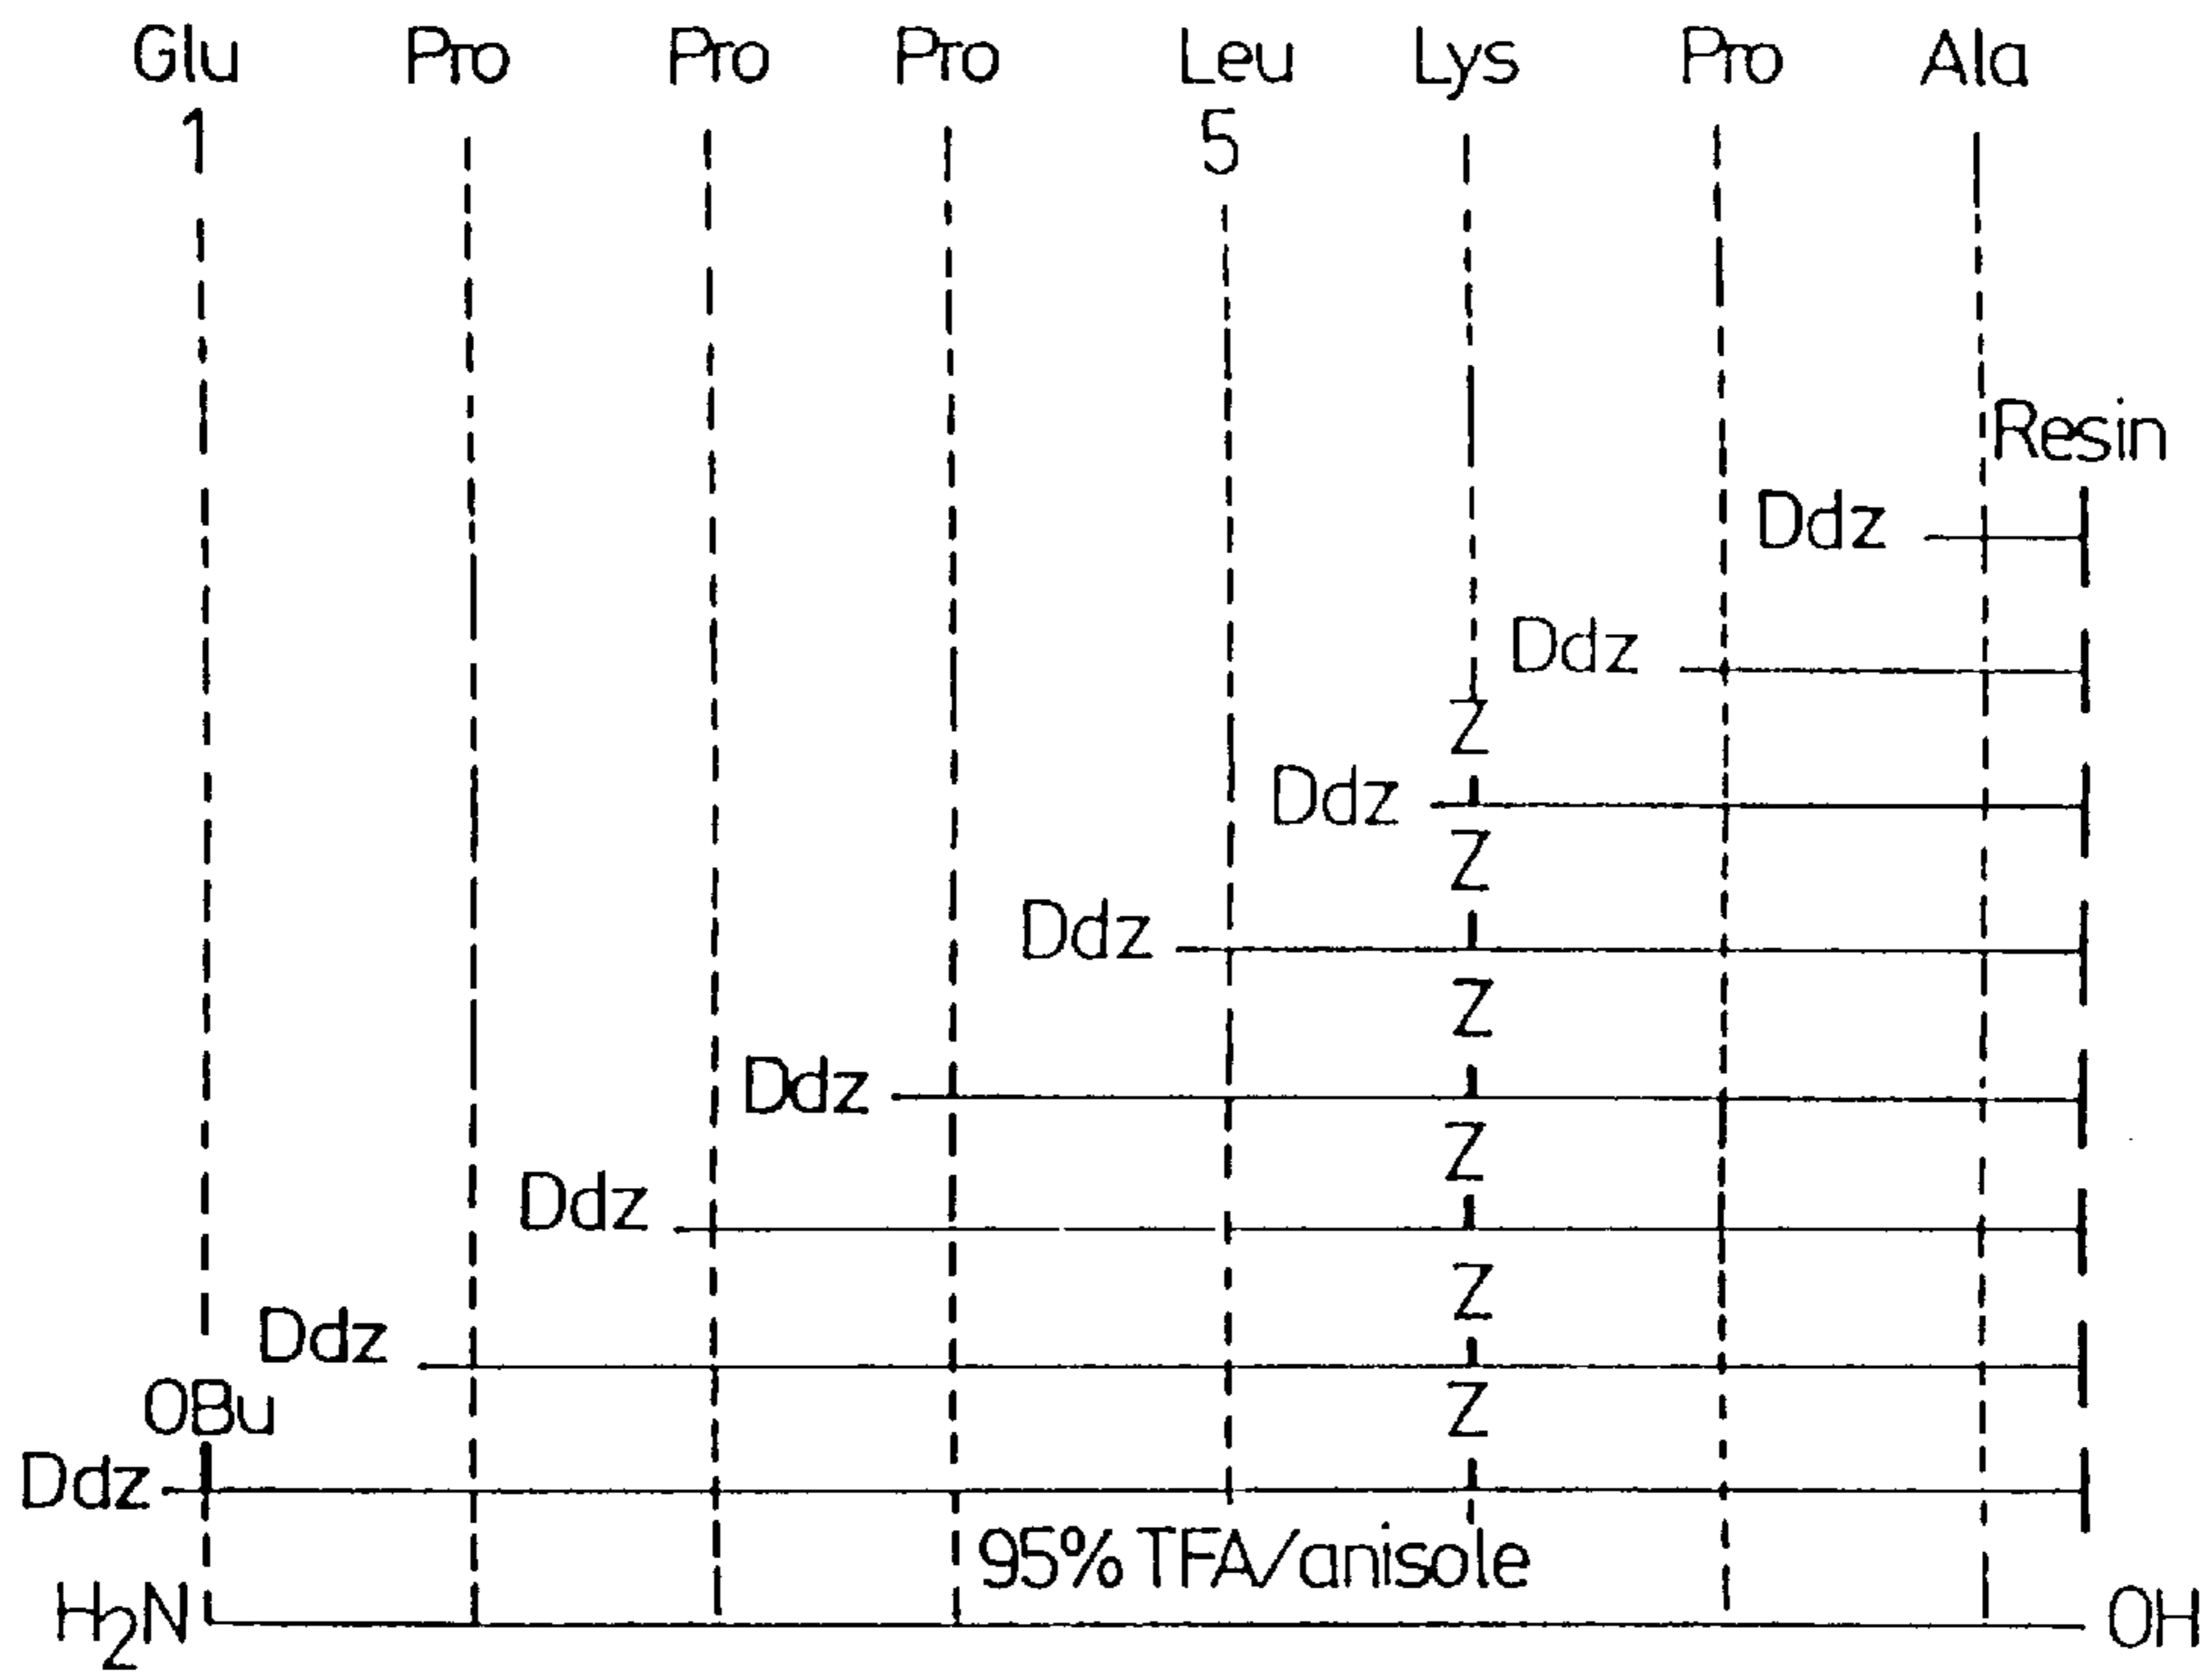 Glu Pro Pro Pro Leu Lys Pro Ala
1 5
Resin
Ddz
Ddz
Z
Ddz
Z
Ddz
Z
Ddz
Z
Ddz
Z
Ddz
OBu Z
Ddz
95% TFA/anisole
H₂N OH